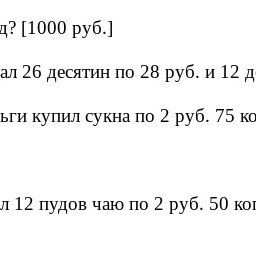 д? [1000 руб.]
ал 26 десятин по 28 руб. и 12 д
ьги купил сукна по 2 руб. 75 ко
л 12 пудов чаю по 2 руб. 50 ко